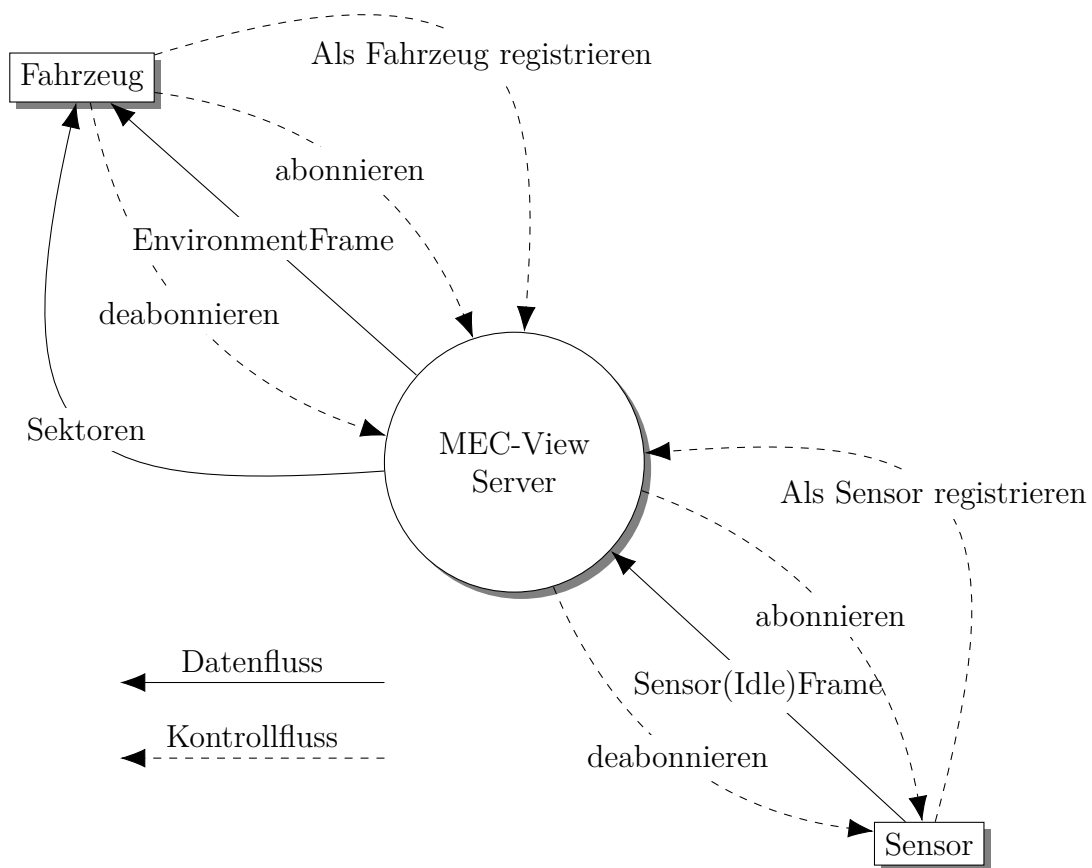 Als Fahrzeug registrieren
Fahrzeug
abonnieren
EnvironmentFrame
deabonnieren
Sektoren
MEC-View
Server
Als Sensor registrieren
abonnieren
Datenfluss
Sensor(Idle)Frame
Kontrollfluss
deabonnieren
Sensor